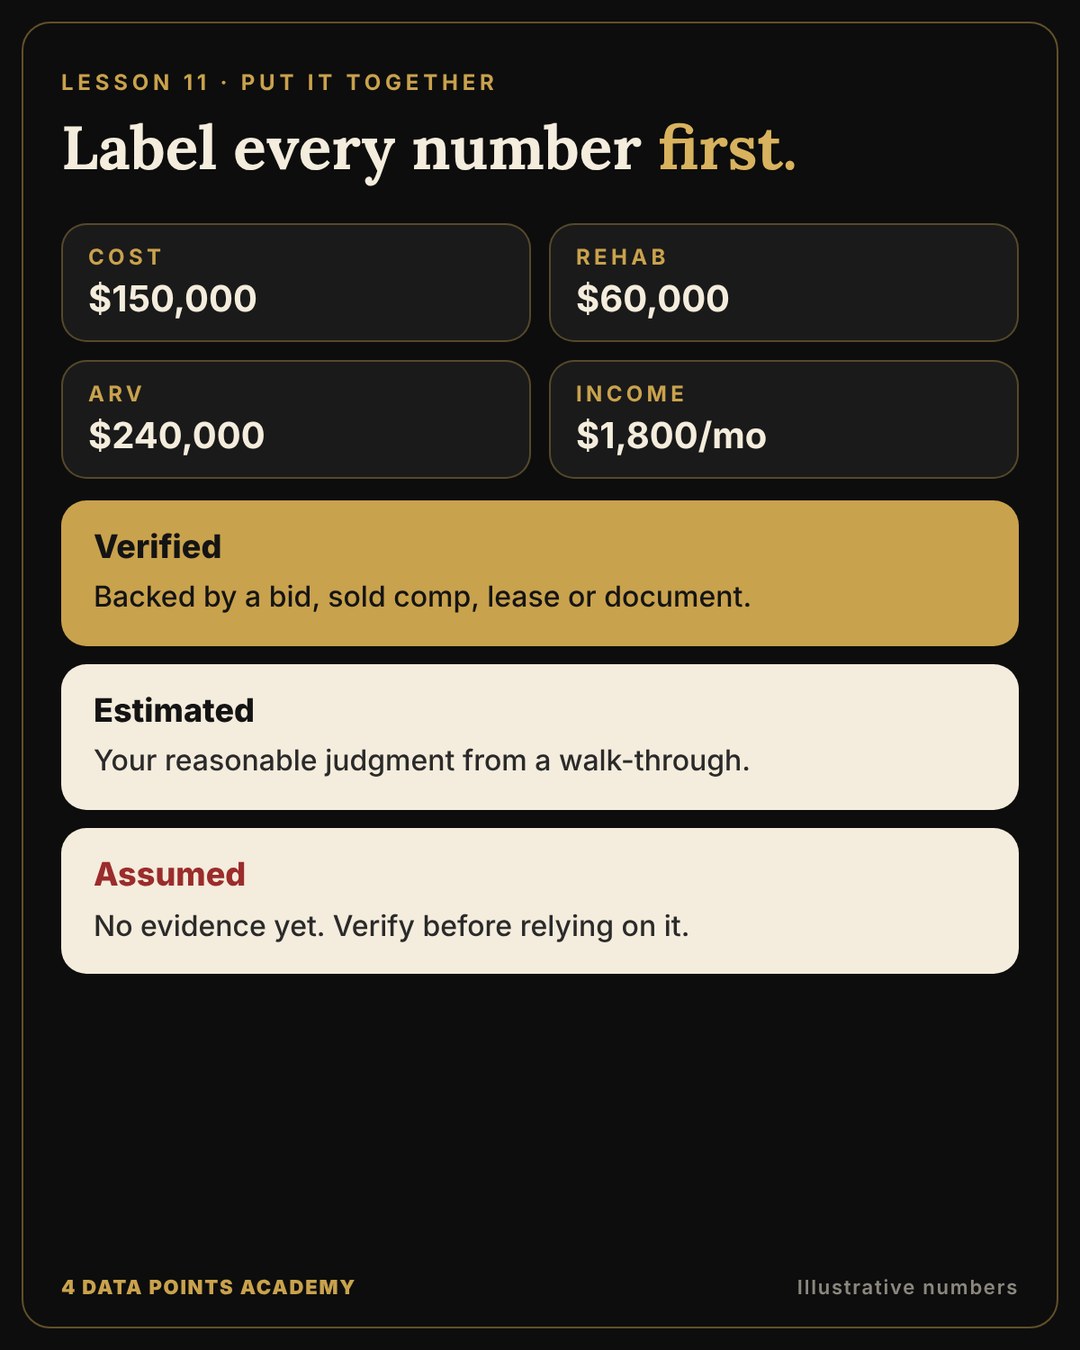 LESSON 11 · PUT IT TOGETHER
Label every number first.
COST
$150,000
REHAB
$60,000
ARV
$240,000
INCOME
$1,800/mo
Verified
Backed by a bid, sold comp, lease or document.
Estimated
Your reasonable judgment from a walk-through.
Assumed
No evidence yet. Verify before relying on it.
4 DATA POINTS ACADEMY
Illustrative numbers